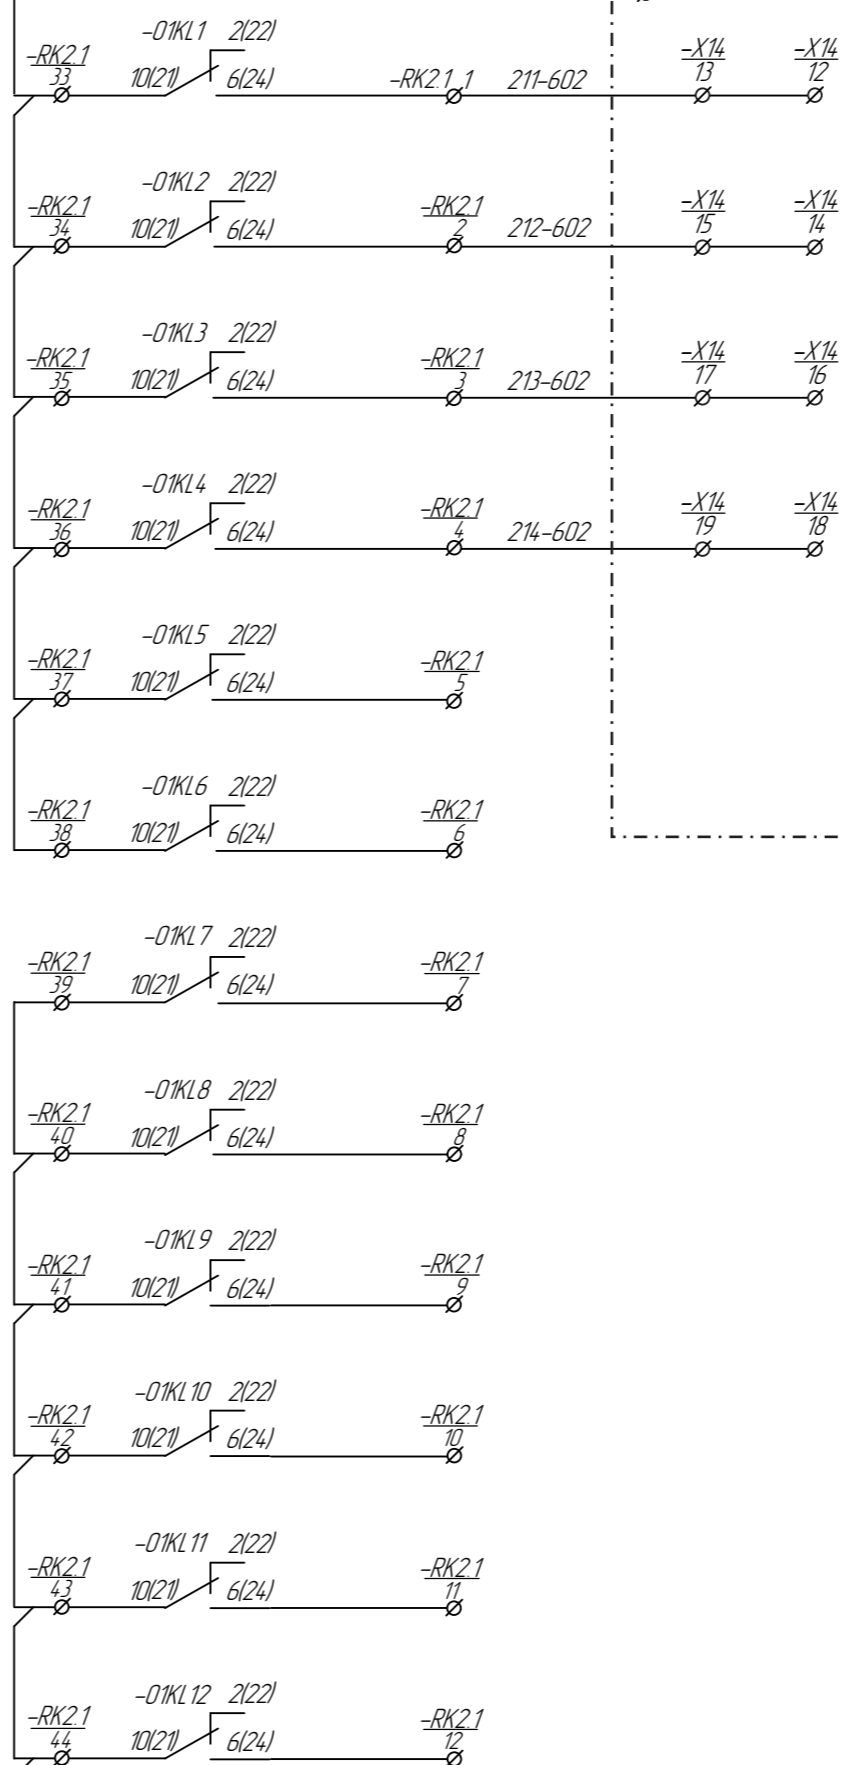 -01KL1 2(22)
-RK2.1 33 10(21) 6(24) -RK2.1 1 211-602 -X14 13 -X14 12
-01KL2 2(22)
-RK2.1 34 10(21) 6(24) -RK2.1 2 212-602 -X14 15 -X14 14
-01KL3 2(22)
-RK2.1 35 10(21) 6(24) -RK2.1 3 213-602 -X14 17 -X14 16
-01KL4 2(22)
-RK2.1 36 10(21) 6(24) -RK2.1 4 214-602 -X14 19 -X14 18
-01KL5 2(22)
-RK2.1 37 10(21) 6(24) -RK2.1 5
-01KL6 2(22)
-RK2.1 38 10(21) 6(24) -RK2.1 6
-01KL7 2(22)
-RK2.1 39 10(21) 6(24) -RK2.1 7
-01KL8 2(22)
-RK2.1 40 10(21) 6(24) -RK2.1 8
-01KL9 2(22)
-RK2.1 41 10(21) 6(24) -RK2.1 9
-01KL10 2(22)
-RK2.1 42 10(21) 6(24) -RK2.1 10
-01KL11 2(22)
-RK2.1 43 10(21) 6(24) -RK2.1 11
-01KL12 2(22)
-RK2.1 44 10(21) 6(24) -RK2.1 12